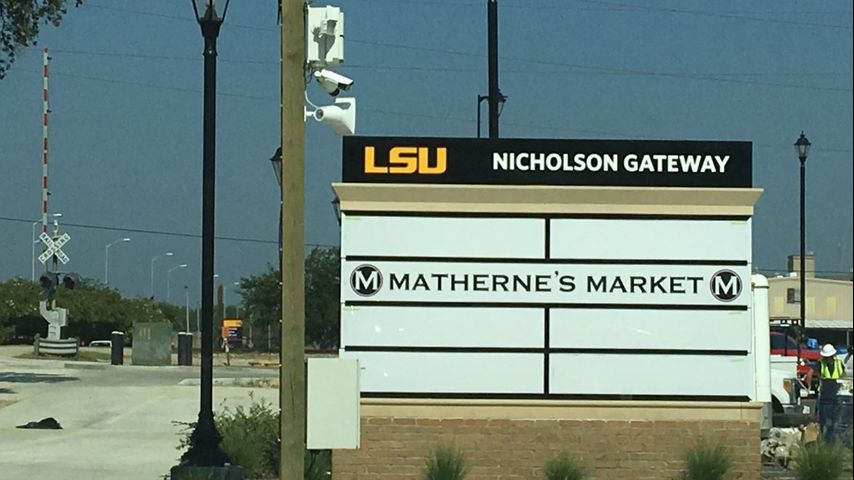 LSU NICHOLSON GATEWAY
M MATHERNE'S MARKET M